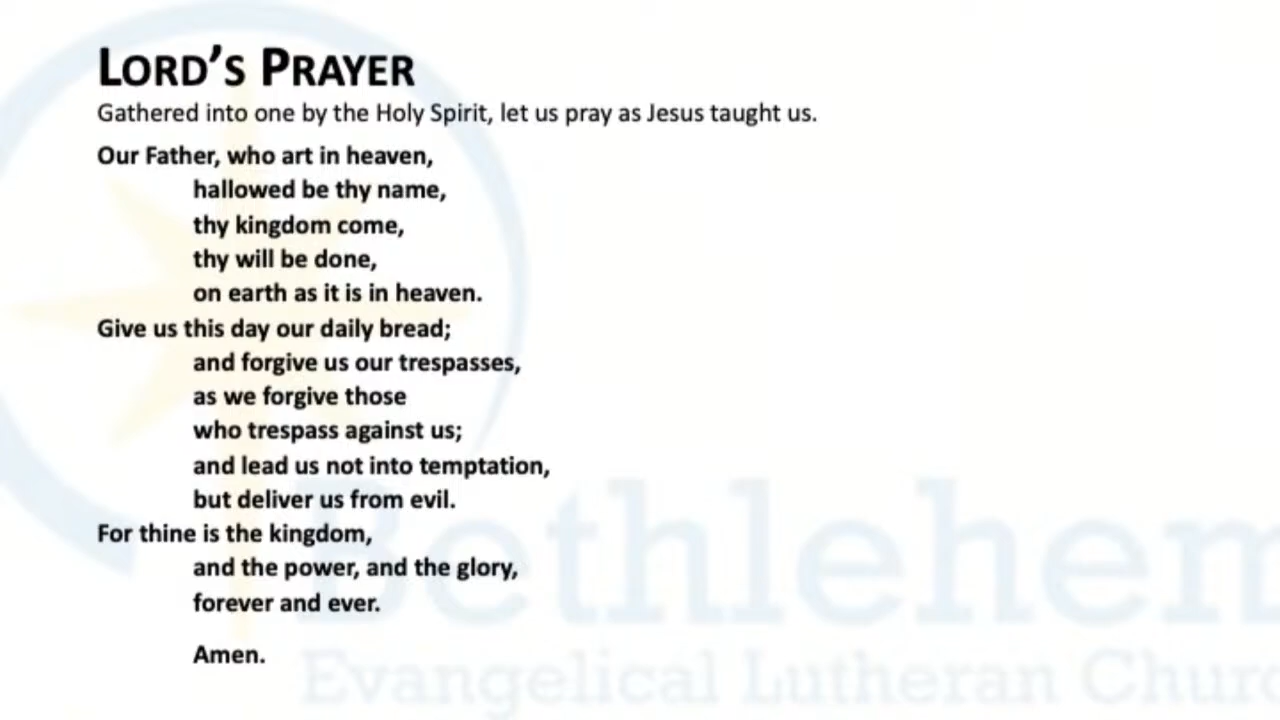 LORD'S PRAYER
Gathered into one by the Holy Spirit, let us pray as Jesus taught us.
Our Father, who art in heaven,
hallowed be thy name,
thy kingdom come,
thy will be done,
on earth as it is in heaven.
Give us this day our daily bread;
and forgive us our trespasses,
as we forgive those
who trespass against us;
and lead us not into temptation,
but deliver us from evil.
For thine is the kingdom,
and the power, and the glory,
forever and ever.
Amen.
Bethlehem
Evangelical Lutheran Churc